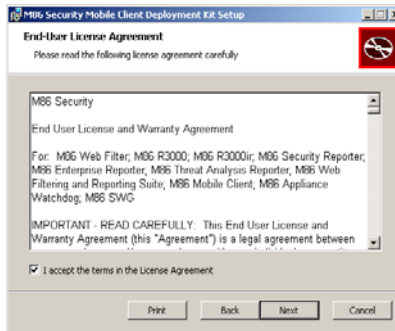 M86 Security Mobile Client Deployment Kit Setup
End-User License Agreement
Please read the following license agreement carefully
M86 Security
End User License and Warranty Agreement
For: M86 Web Filter; M86 R3000; M86 R3000ir; M86 Security Reporter;
M86 Enterprise Reporter; M86 Threat Analysis Reporter; M86 Web
Filtering and Reporting Suite; M86 Mobile Client; M86 Appliance
Watchdog; M86 SWG
IMPORTANT - READ CAREFULLY: This End User License and
Warranty Agreement (this "Agreement") is a legal agreement between
I accept the terms in the License Agreement
Print Back Next Cancel